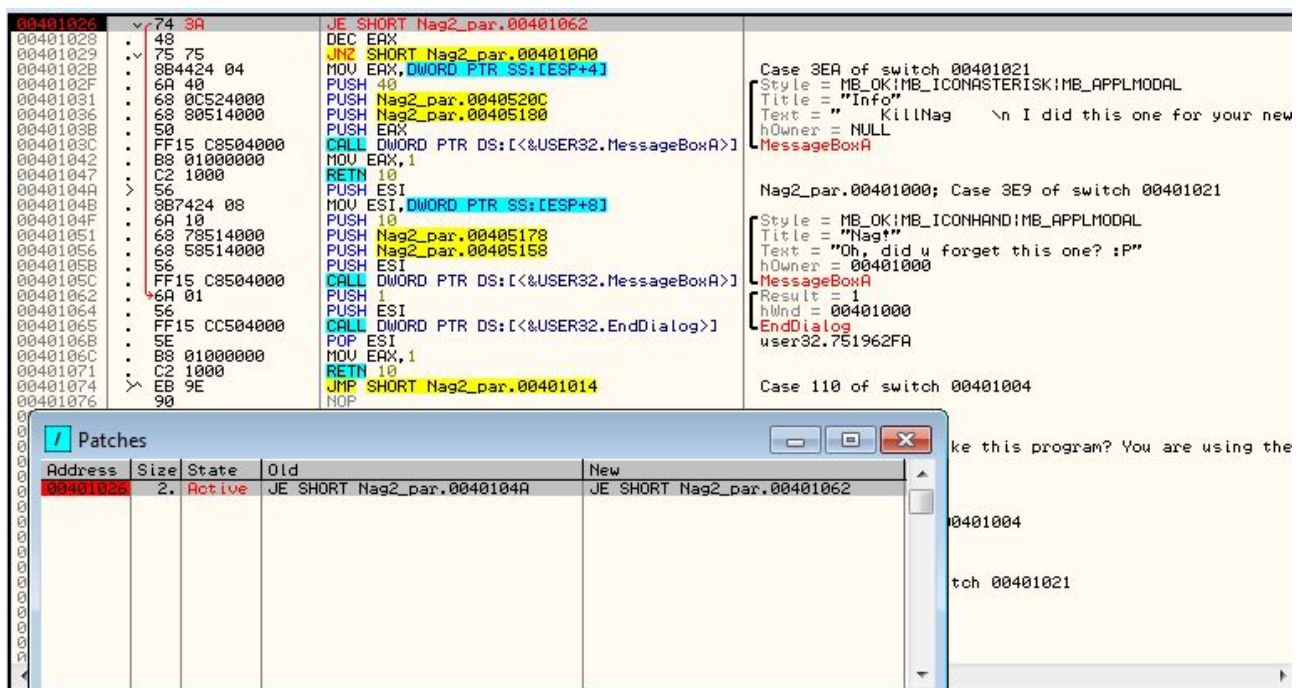 00401026 74 3A JE SHORT Nag2_par.00401062
00401028 . 48 DEC EAX
00401029 .v 75 75 JNZ SHORT Nag2_par.004010A0
0040102B . 8B4424 04 MOV EAX,DWORD PTR SS:[ESP+4] Case 3EA of switch 00401021
0040102F . 6A 40 PUSH 40 Style = MB_OK|MB_ICONASTERISK|MB_APPLMODAL
00401031 . 68 0C524000 PUSH Nag2_par.0040520C Title = "Info"
00401036 . 68 80514000 PUSH Nag2_par.00405180 Text = " KillNag \n I did this one for your new
0040103B . 50 PUSH EAX hOwner = NULL
0040103C . FF15 C8504000 CALL DWORD PTR DS:[<&USER32.MessageBoxA>] MessageBoxA
00401042 . B8 01000000 MOV EAX,1
00401047 . C2 1000 RETN 10
0040104A > 56 PUSH ESI Nag2_par.00401000; Case 3E9 of switch 00401021
0040104B . 8B7424 08 MOV ESI,DWORD PTR SS:[ESP+8]
0040104F . 6A 10 PUSH 10 Style = MB_OK|MB_ICONHAND|MB_APPLMODAL
00401051 . 68 78514000 PUSH Nag2_par.00405178 Title = "Nag!"
00401056 . 68 58514000 PUSH Nag2_par.00405158 Text = "Oh, did u forget this one? :P"
0040105B . 56 PUSH ESI hOwner = 00401000
0040105C . FF15 C8504000 CALL DWORD PTR DS:[<&USER32.MessageBoxA>] MessageBoxA
00401062 . 6A 01 PUSH 1 Result = 1
00401064 . 56 PUSH ESI hWnd = 00401000
00401065 . FF15 CC504000 CALL DWORD PTR DS:[<&USER32.EndDialog>] EndDialog
0040106B . 5E POP ESI user32.751962FA
0040106C . B8 01000000 MOV EAX,1
00401071 . C2 1000 RETN 10
00401074 > EB 9E JMP SHORT Nag2_par.00401014 Case 110 of switch 00401004
00401076 90 NOP
Patches
ke this program? You are using the
Address Size State Old New
00401026 2. Active JE SHORT Nag2_par.0040104A JE SHORT Nag2_par.00401062
00401004
tch 00401021